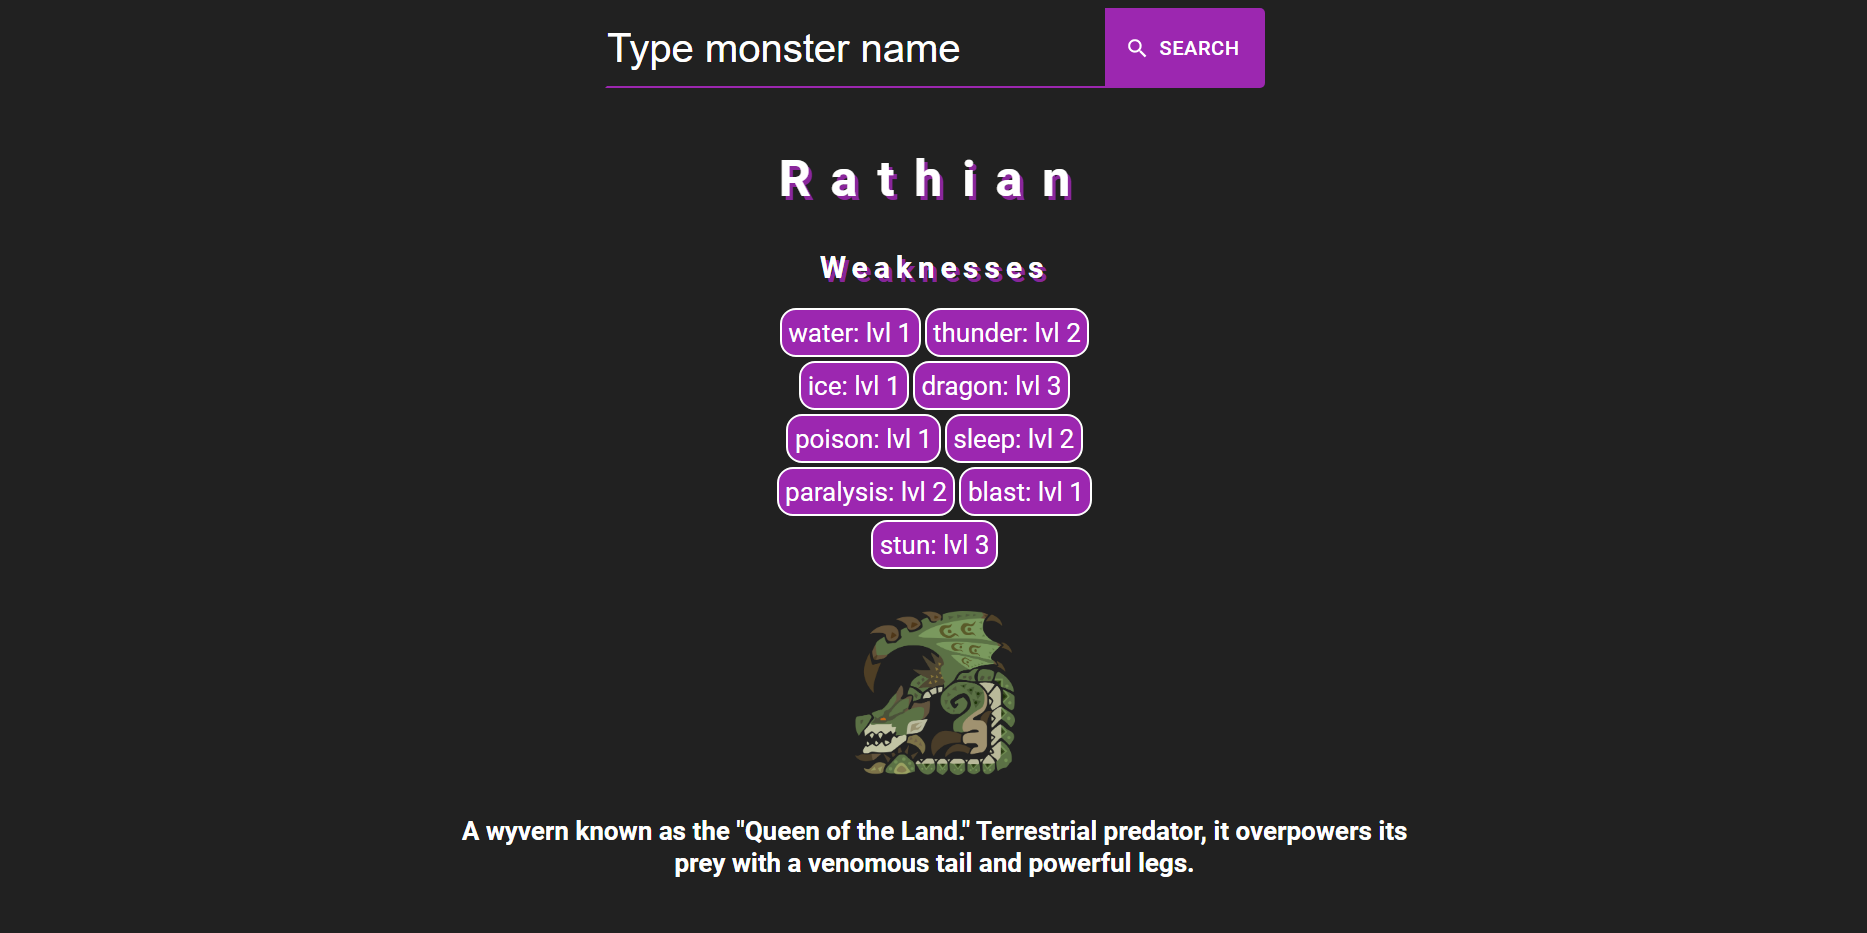 Type monster name
SEARCH
Rathian
Weaknesses
water: lvl 1 thunder: lvl 2
ice: lvl 1 dragon: lvl 3
poison: lvl 1 sleep: lvl 2
paralysis: lvl 2 blast: lvl 1
stun: lvl 3
A wyvern known as the "Queen of the Land." Terrestrial predator, it overpowers its
prey with a venomous tail and powerful legs.